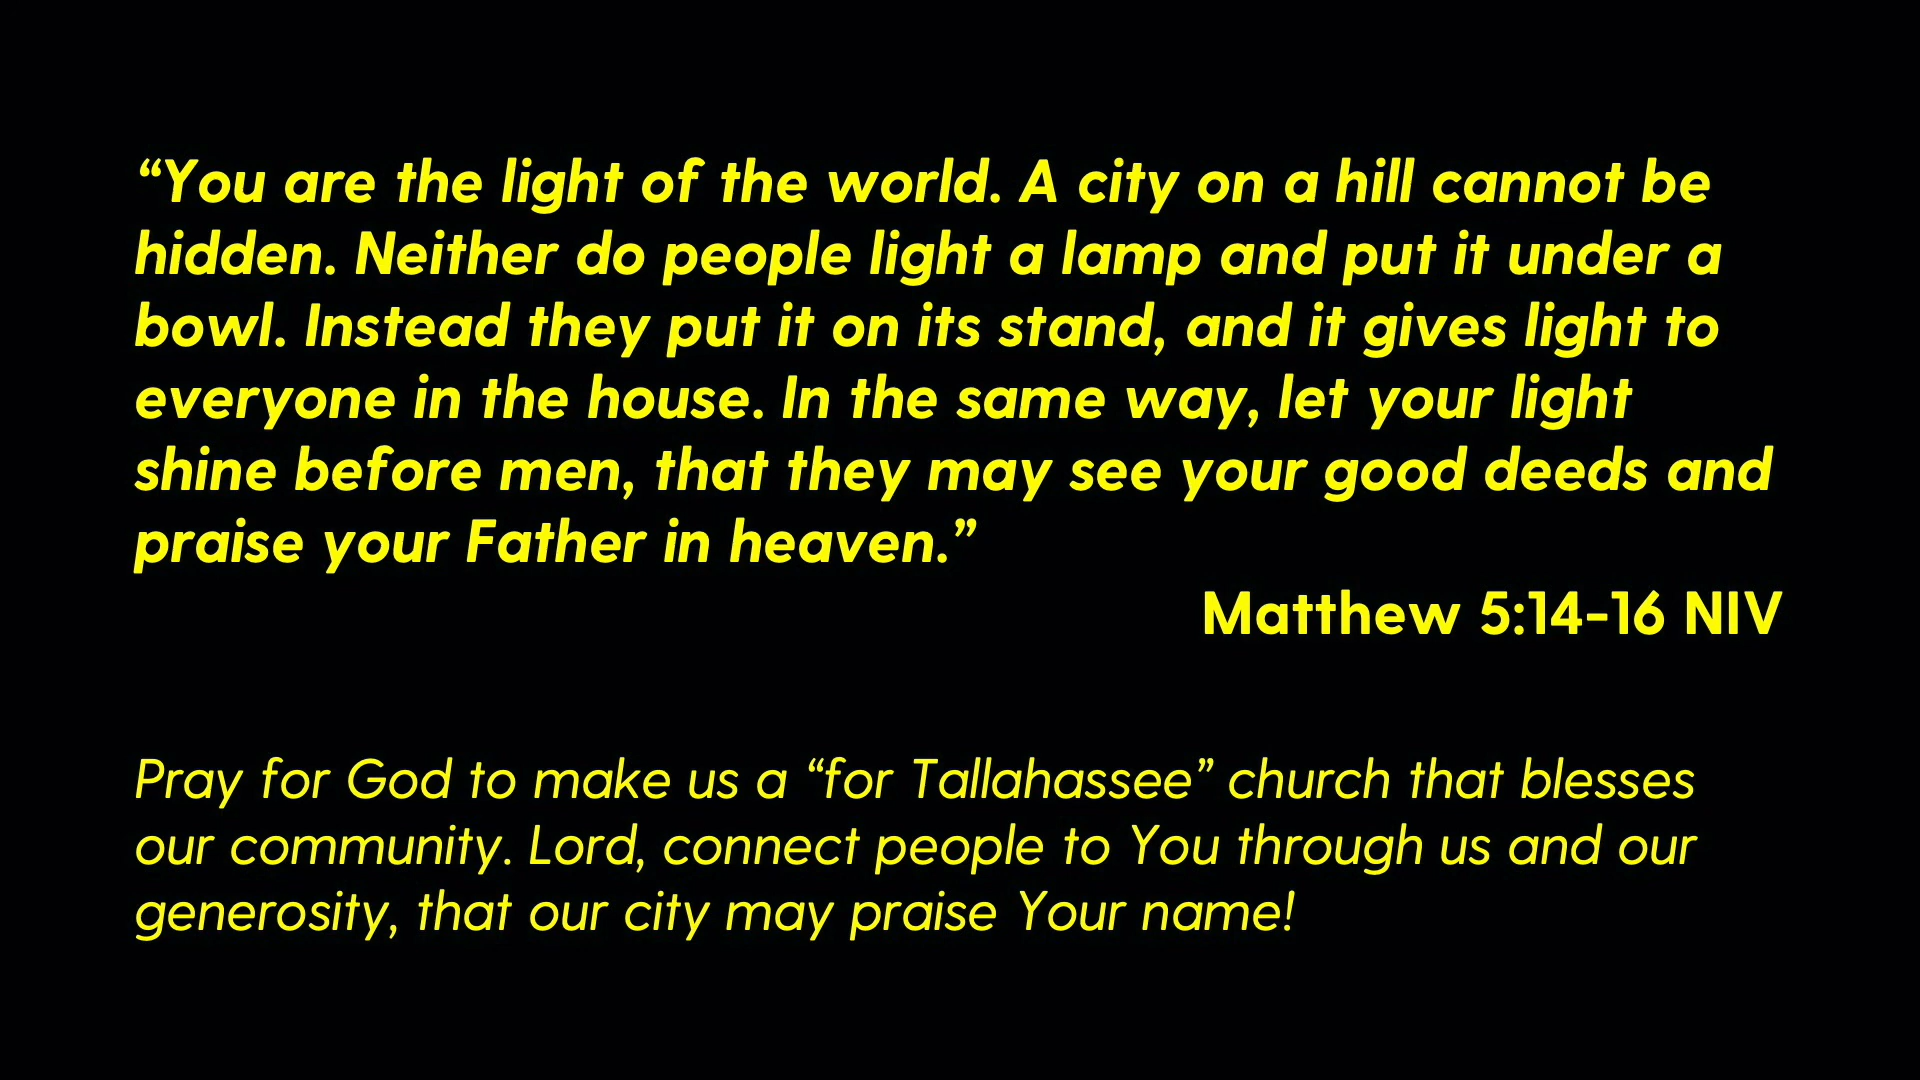 “You are the light of the world. A city on a hill cannot be
hidden. Neither do people light a lamp and put it under a
bowl. Instead they put it on its stand, and it gives light to
everyone in the house. In the same way, let your light
shine before men, that they may see your good deeds and
praise your Father in heaven.”
Matthew 5:14-16 NIV
Pray for God to make us a “for Tallahassee” church that blesses
our community. Lord, connect people to You through us and our
generosity, that our city may praise Your name!